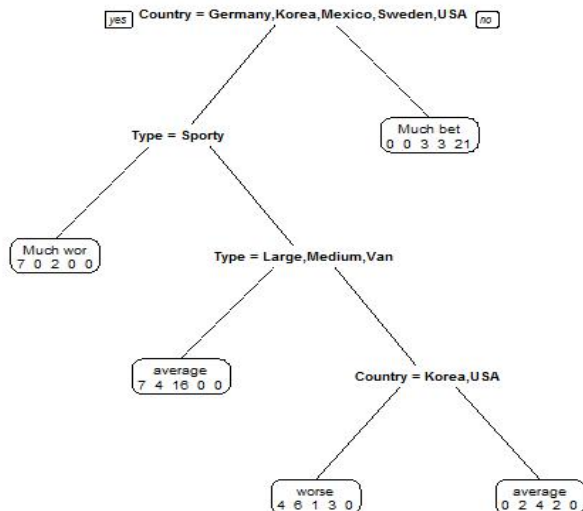 yes Country = Germany,Korea,Mexico,Sweden,USA no
Type = Sporty
Much bet
0 0 3 3 21
Much wor
7 0 2 0 0
Type = Large,Medium,Van
average
7 4 16 0 0
Country = Korea,USA
worse
4 6 1 3 0
average
0 2 4 2 0